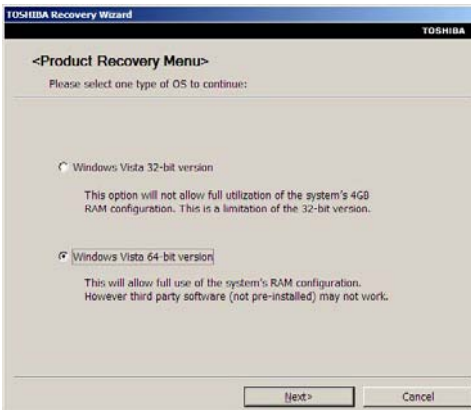 TOSHIBA Recovery Wizard
TOSHIBA
<Product Recovery Menu>
Please select one type of OS to continue:
Windows Vista 32-bit version
This option will not allow full utilization of the system's 4GB
RAM configuration. This is a limitation of the 32-bit version.
Windows Vista 64-bit version
This will allow full use of the system's RAM configuration.
However third party software (not pre-installed) may not work.
Next>
Cancel